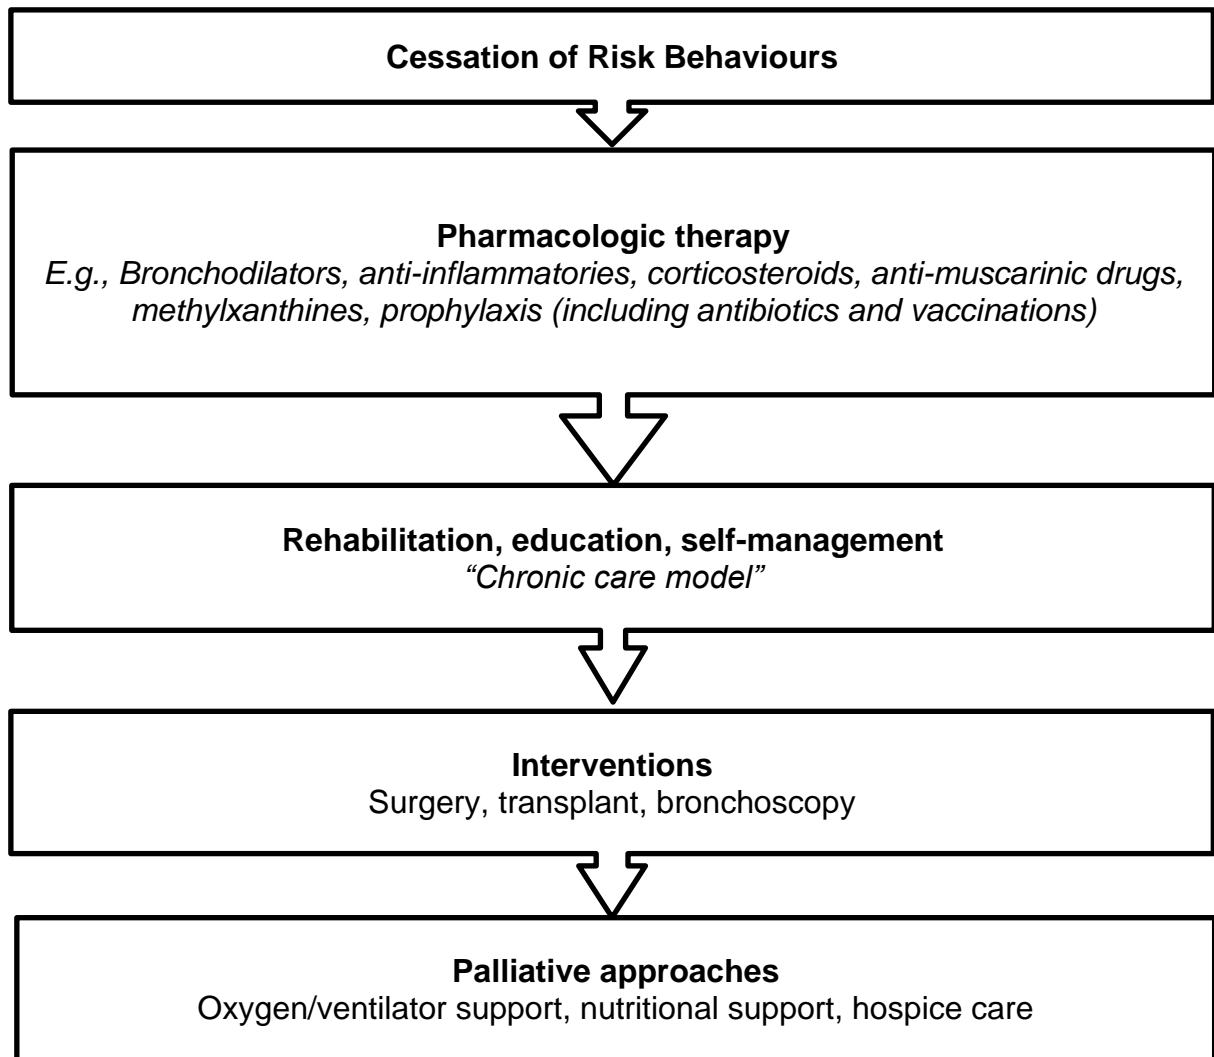 Cessation of Risk Behaviours
Pharmacologic therapy
E.g., Bronchodilators, anti-inflammatories, corticosteroids, anti-muscarinic drugs,
methylxanthines, prophylaxis (including antibiotics and vaccinations)
Rehabilitation, education, self-management
“Chronic care model”
Interventions
Surgery, transplant, bronchoscopy
Palliative approaches
Oxygen/ventilator support, nutritional support, hospice care